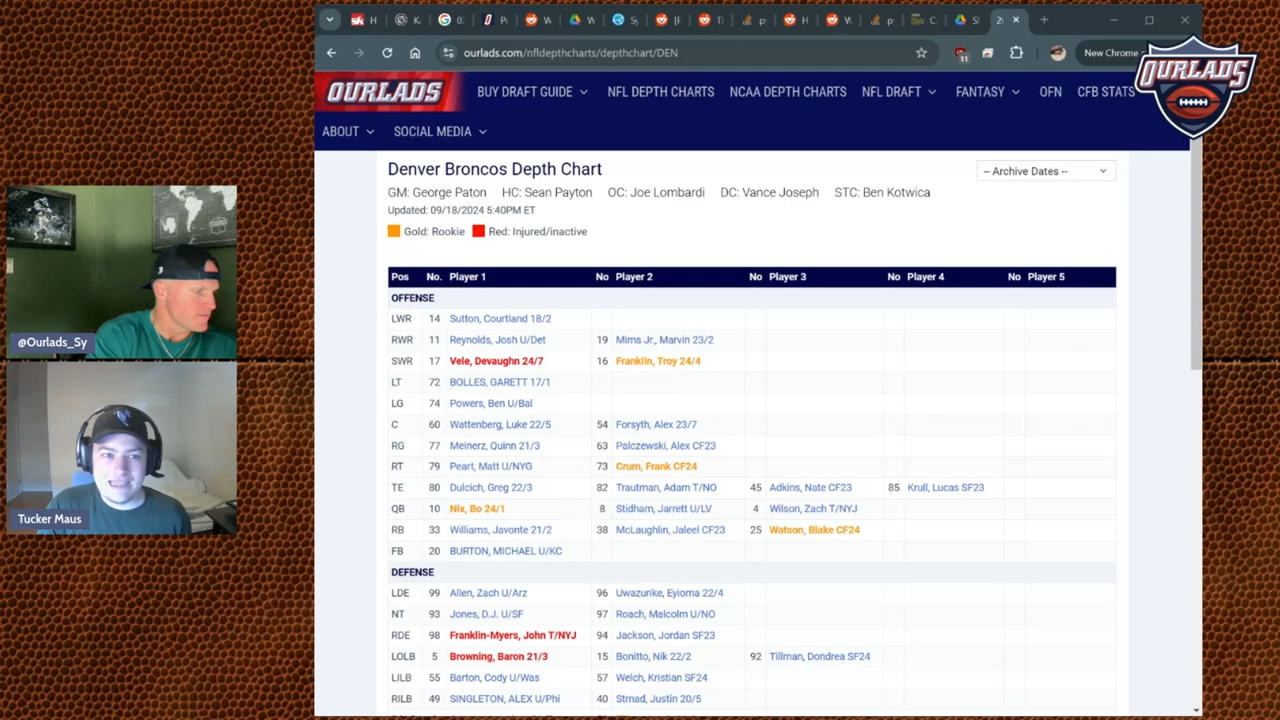 ourlads.com/nfldepthcharts/depthchart/DEN
New Chrome
11
OURLADS
OURLADS
BUY DRAFT GUIDE
NFL DEPTH CHARTS
NCAA DEPTH CHARTS
NFL DRAFT
FANTASY
OFN
CFB STATS
ABOUT
SOCIAL MEDIA
Denver Broncos Depth Chart
-- Archive Dates --
GM: George Paton HC: Sean Payton OC: Joe Lombardi DC: Vance Joseph STC: Ben Kotwica
Updated: 09/18/2024 5:40PM ET
Gold: Rookie Red: Injured/inactive
Pos No. Player 1 No Player 2 No Player 3 No Player 4 No Player 5
OFFENSE
LWR 14 Sutton, Courtland 18/2
RWR 11 Reynolds, Josh U/Det 19 Mims Jr., Marvin 23/2
SWR 17 Vele, Devaughn 24/7 16 Franklin, Troy 24/4
LT 72 BOLLES, GARETT 17/1
LG 74 Powers, Ben U/Bal
C 60 Wattenberg, Luke 22/5 54 Forsyth, Alex 23/7
RG 77 Meinerz, Quinn 21/3 63 Palczewski, Alex CF23
RT 79 Peart, Matt U/NYG 73 Crum, Frank CF24
TE 80 Dulcich, Greg 22/3 82 Trautman, Adam T/NO 45 Adkins, Nate CF23 85 Krull, Lucas SF23
QB 10 Nix, Bo 24/1 8 Stidham, Jarrett U/LV 4 Wilson, Zach T/NYJ
RB 33 Williams, Javonte 21/2 38 McLaughlin, Jaleel CF23 25 Watson, Blake CF24
FB 20 BURTON, MICHAEL U/KC
DEFENSE
LDE 99 Allen, Zach U/Arz 96 Uwazurike, Eyioma 22/4
NT 93 Jones, D.J. U/SF 97 Roach, Malcolm U/NO
RDE 98 Franklin-Myers, John T/NYJ 94 Jackson, Jordan SF23
LOLB 5 Browning, Baron 21/3 15 Bonitto, Nik 22/2 92 Tillman, Dondrea SF24
LILB 55 Barton, Cody U/Was 57 Welch, Kristian SF24
RILB 49 SINGLETON, ALEX U/Phi 40 Strnad, Justin 20/5
@Ourlads_Sy
Tucker Maus